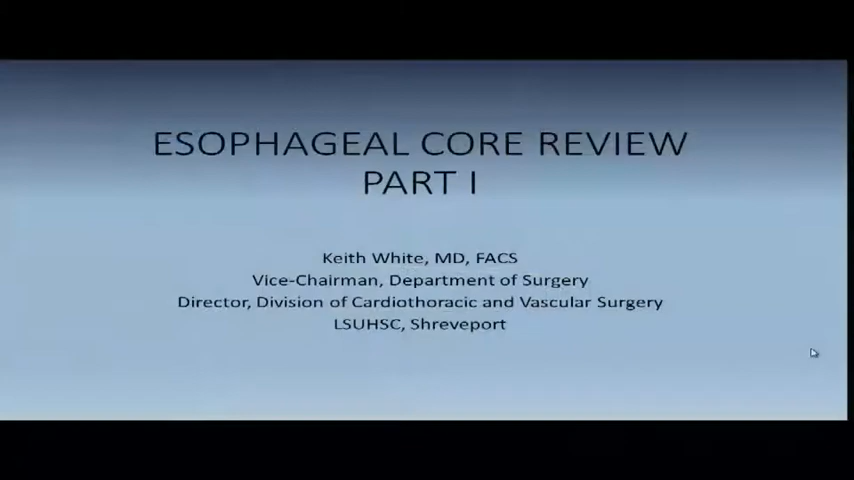 ESOPHAGEAL CORE REVIEW
PART I
Keith White, MD, FACS
Vice-Chairman, Department of Surgery
Director, Division of Cardiothoracic and Vascular Surgery
LSUHSC, Shreveport